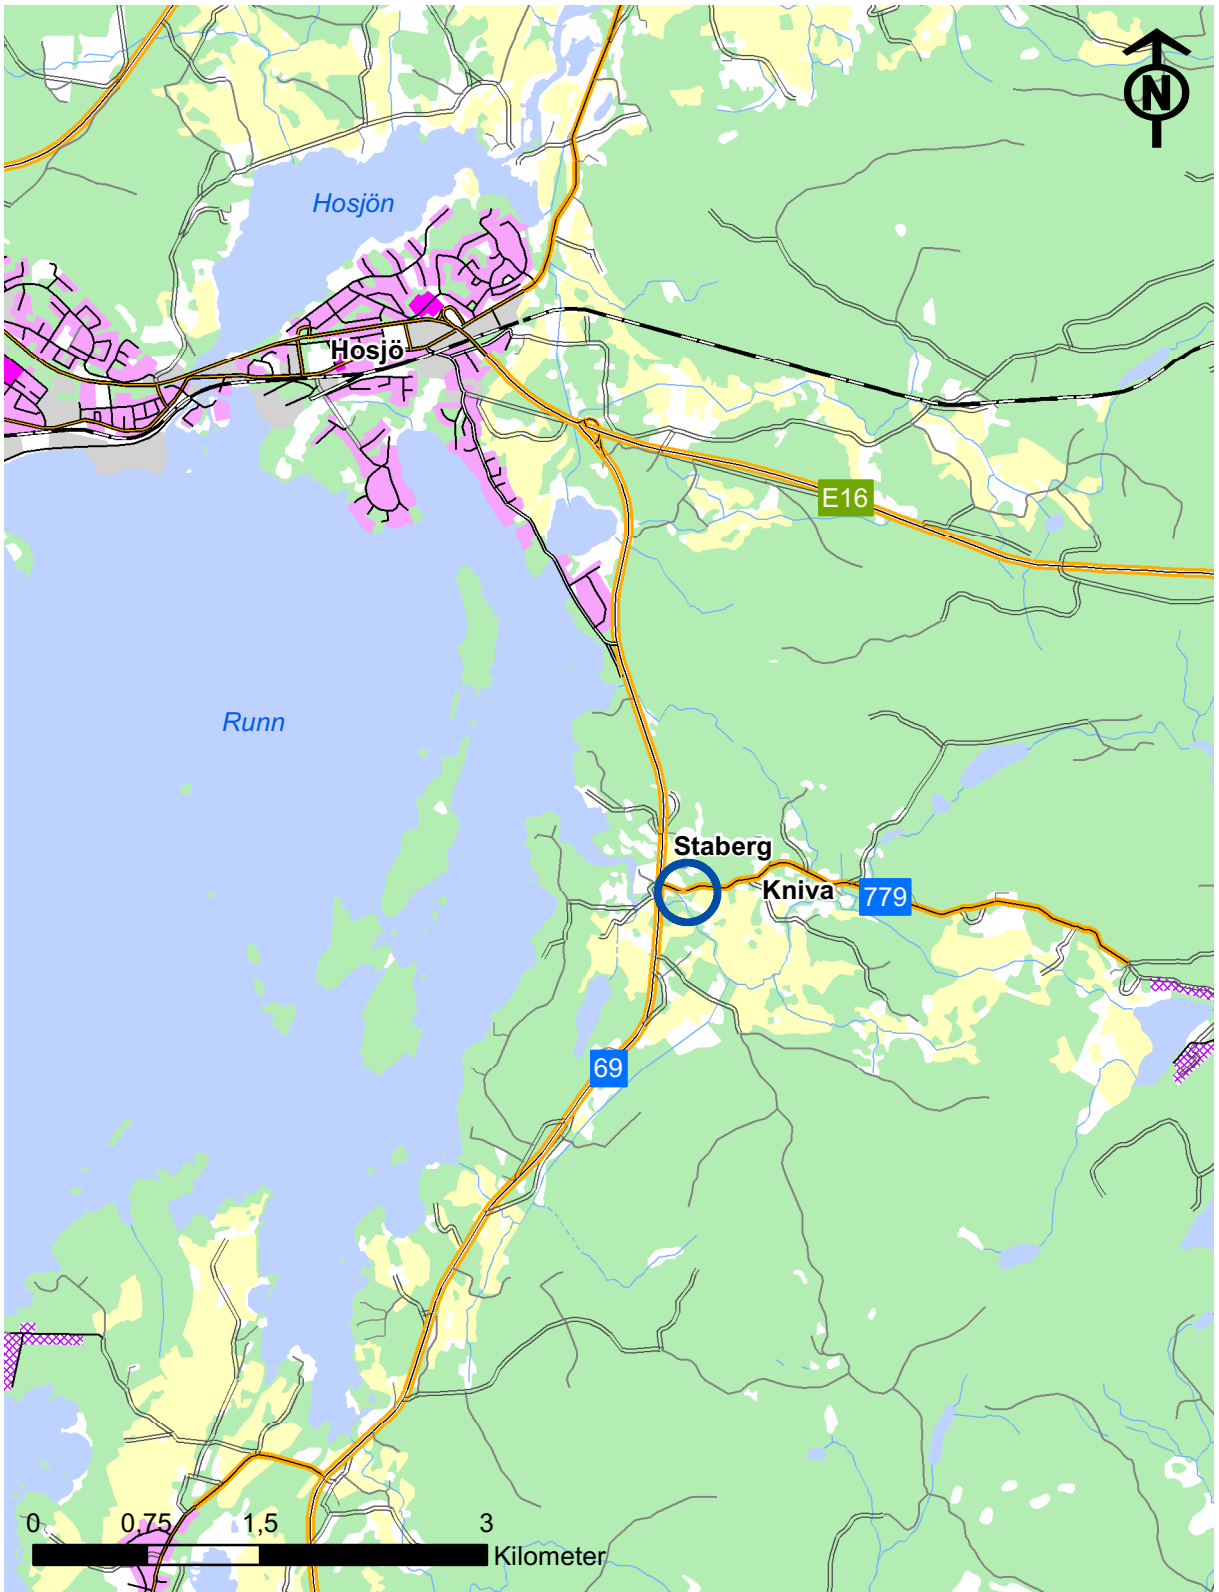 N
Hosjön
Hosjö
E16
Runn
Staberg
Kniva
779
69
0 0,75 1,5 3
Kilometer